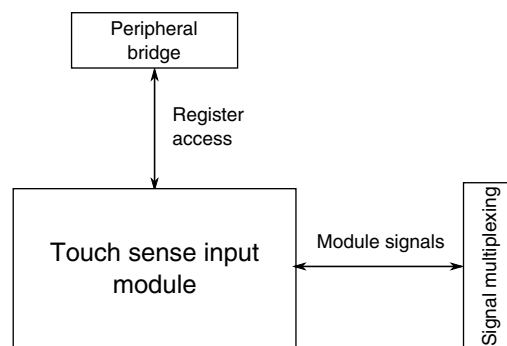 Peripheral
bridge
Register
access
Touch sense input
module
Module signals
Signal multiplexing